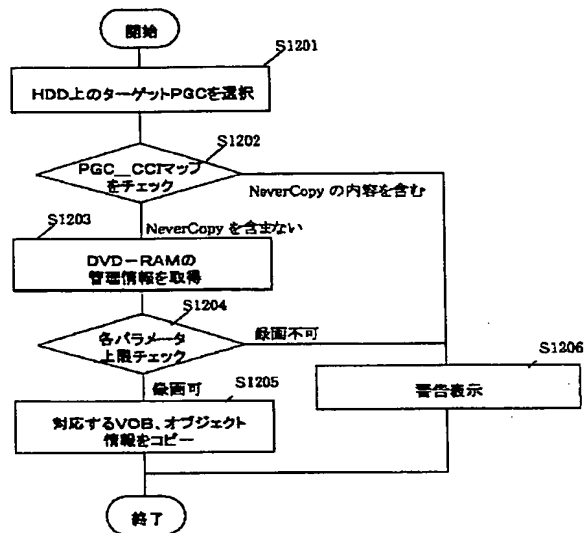 開始
S1201
HDD上のターゲットPGCを選択
S1202
PGC__CCIマップ
をチェック
NeverCopy の内容を含む
S1203
NeverCopy を含まない
DVD－RAMの
管理情報を取得
S1204
各パラメータ
上限チェック
録画不可
S1206
録画可
S1205
警告表示
対応するVOB、オブジェクト
情報をコピー
終了